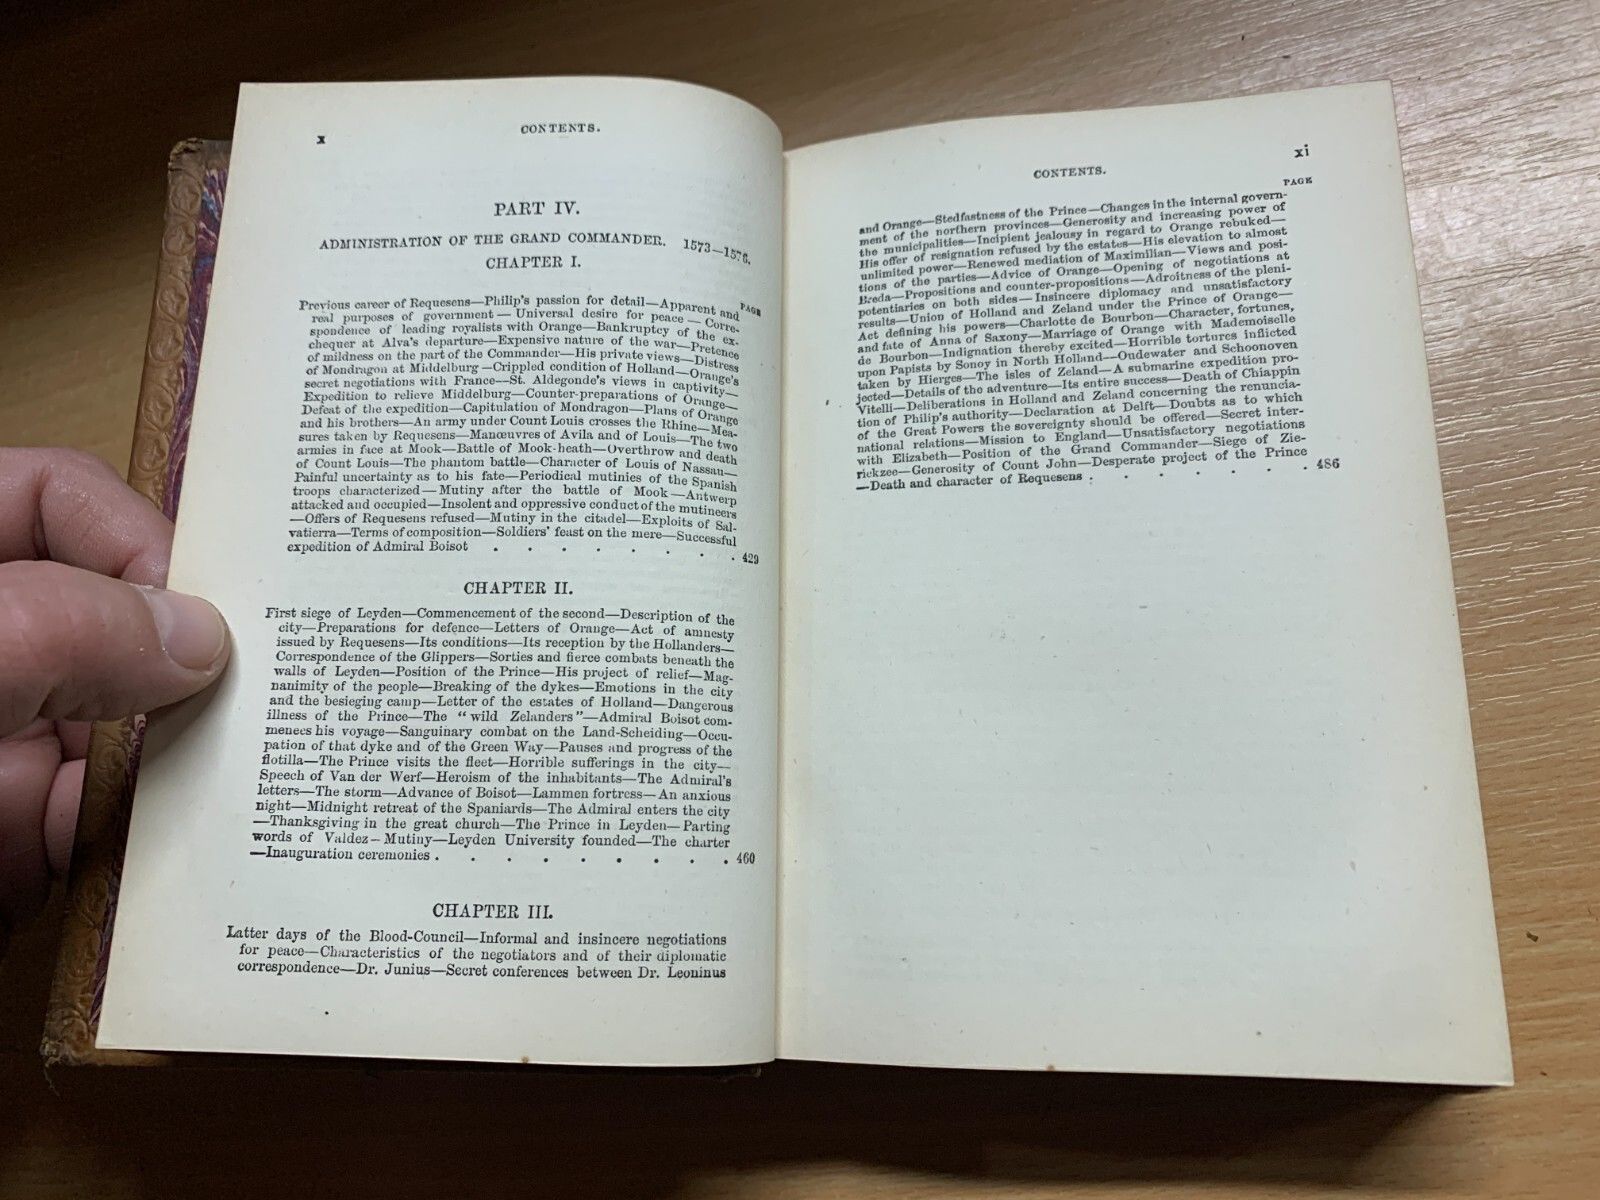 x
CONTENTS.
PART IV.
ADMINISTRATION OF THE GRAND COMMANDER. 1573—1576.
CHAPTER I.
PAGE
Previous career of Requesens—Philip's passion for detail—Apparent and
real purposes of government—Universal desire for peace—Corre-
spondence of leading royalists with Orange—Bankruptcy of the ex-
chequer at Alva's departure—Expensive nature of the war—Pretence
of mildness on the part of the Commander—His private views—Distress
of Mondragon at Middelburg—Crippled condition of Holland—Orange's
secret negotiations with France—St. Aldegonde's views in captivity—
Expedition to relieve Middelburg—Counter-preparations of Orange—
Defeat of the expedition—Capitulation of Mondragon—Plans of Orange
and his brothers—An army under Count Louis crosses the Rhine—Mea-
sures taken by Requesens—Manœuvres of Avila and of Louis—The two
armies in face at Mook—Battle of Mook-heath—Overthrow and death
of Count Louis—The phantom battle—Character of Louis of Nassau—
Painful uncertainty as to his fate—Periodical mutinies of the Spanish
troops characterized—Mutiny after the battle of Mook—Antwerp
attacked and occupied—Insolent and oppressive conduct of the mutineers
—Offers of Requesens refused—Mutiny in the citadel—Exploits of Sal-
vatierra—Terms of composition—Soldiers' feast on the mere—Successful
expedition of Admiral Boisot . . . . . . . . 429
CHAPTER II.
First siege of Leyden—Commencement of the second—Description of the
city—Preparations for defence—Letters of Orange—Act of amnesty
issued by Requesens—Its conditions—Its reception by the Hollanders—
Correspondence of the Glippers—Sorties and fierce combats beneath the
walls of Leyden—Position of the Prince—His project of relief—Mag-
nanimity of the people—Breaking of the dykes—Emotions in the city
and the besieging camp—Letter of the estates of Holland—Dangerous
illness of the Prince—The "wild Zelanders"—Admiral Boisot com-
mences his voyage—Sanguinary combat on the Land-Scheiding—Occu-
pation of that dyke and of the Green Way—Pauses and progress of the
flotilla—The Prince visits the fleet—Horrible sufferings in the city—
Speech of Van der Werf—Heroism of the inhabitants—The Admiral's
letters—The storm—Advance of Boisot—Lammen fortress—An anxious
night—Midnight retreat of the Spaniards—The Admiral enters the city
—Thanksgiving in the great church—The Prince in Leyden—Parting
words of Valdez—Mutiny—Leyden University founded—The charter
—Inauguration ceremonies . . . . . . . . . 460
CHAPTER III.
Latter days of the Blood-Council—Informal and insincere negotiations
for peace—Characteristics of the negotiators and of their diplomatic
correspondence—Dr. Junius—Secret conferences between Dr. Leoninus
xi
CONTENTS.
PAGE
and Orange—Stedfastness of the Prince—Changes in the internal govern-
ment of the northern provinces—Generosity and increasing power of
the municipalities—Incipient jealousy in regard to Orange rebuked—
His offer of resignation refused by the estates—His elevation to almost
unlimited power—Renewed mediation of Maximilian—Views and posi-
tions of the parties—Advice of Orange—Opening of negotiations at
Breda—Propositions and counter-propositions—Adroitness of the pleni-
potentiaries on both sides—Insincere diplomacy and unsatisfactory
results—Union of Holland and Zeland under the Prince of Orange—
Act defining his powers—Charlotte de Bourbon—Character, fortunes,
and fate of Anna of Saxony—Marriage of Orange with Mademoiselle
de Bourbon—Indignation thereby excited—Horrible tortures inflicted
upon Papists by Sonoy in North Holland—Oudewater and Schoonoven
taken by Hierges—The isles of Zeland—A submarine expedition pro-
jected—Details of the adventure—Its entire success—Death of Chiappin
Vitelli—Deliberations in Holland and Zeland concerning the renuncia-
tion of Philip's authority—Declaration at Delft—Doubts as to which
of the Great Powers the sovereignty should be offered—Secret inter-
national relations—Mission to England—Unsatisfactory negotiations
with Elizabeth—Position of the Grand Commander—Siege of Zie-
rickzee—Generosity of Count John—Desperate project of the Prince
—Death and character of Requesens . . . . . . . 486